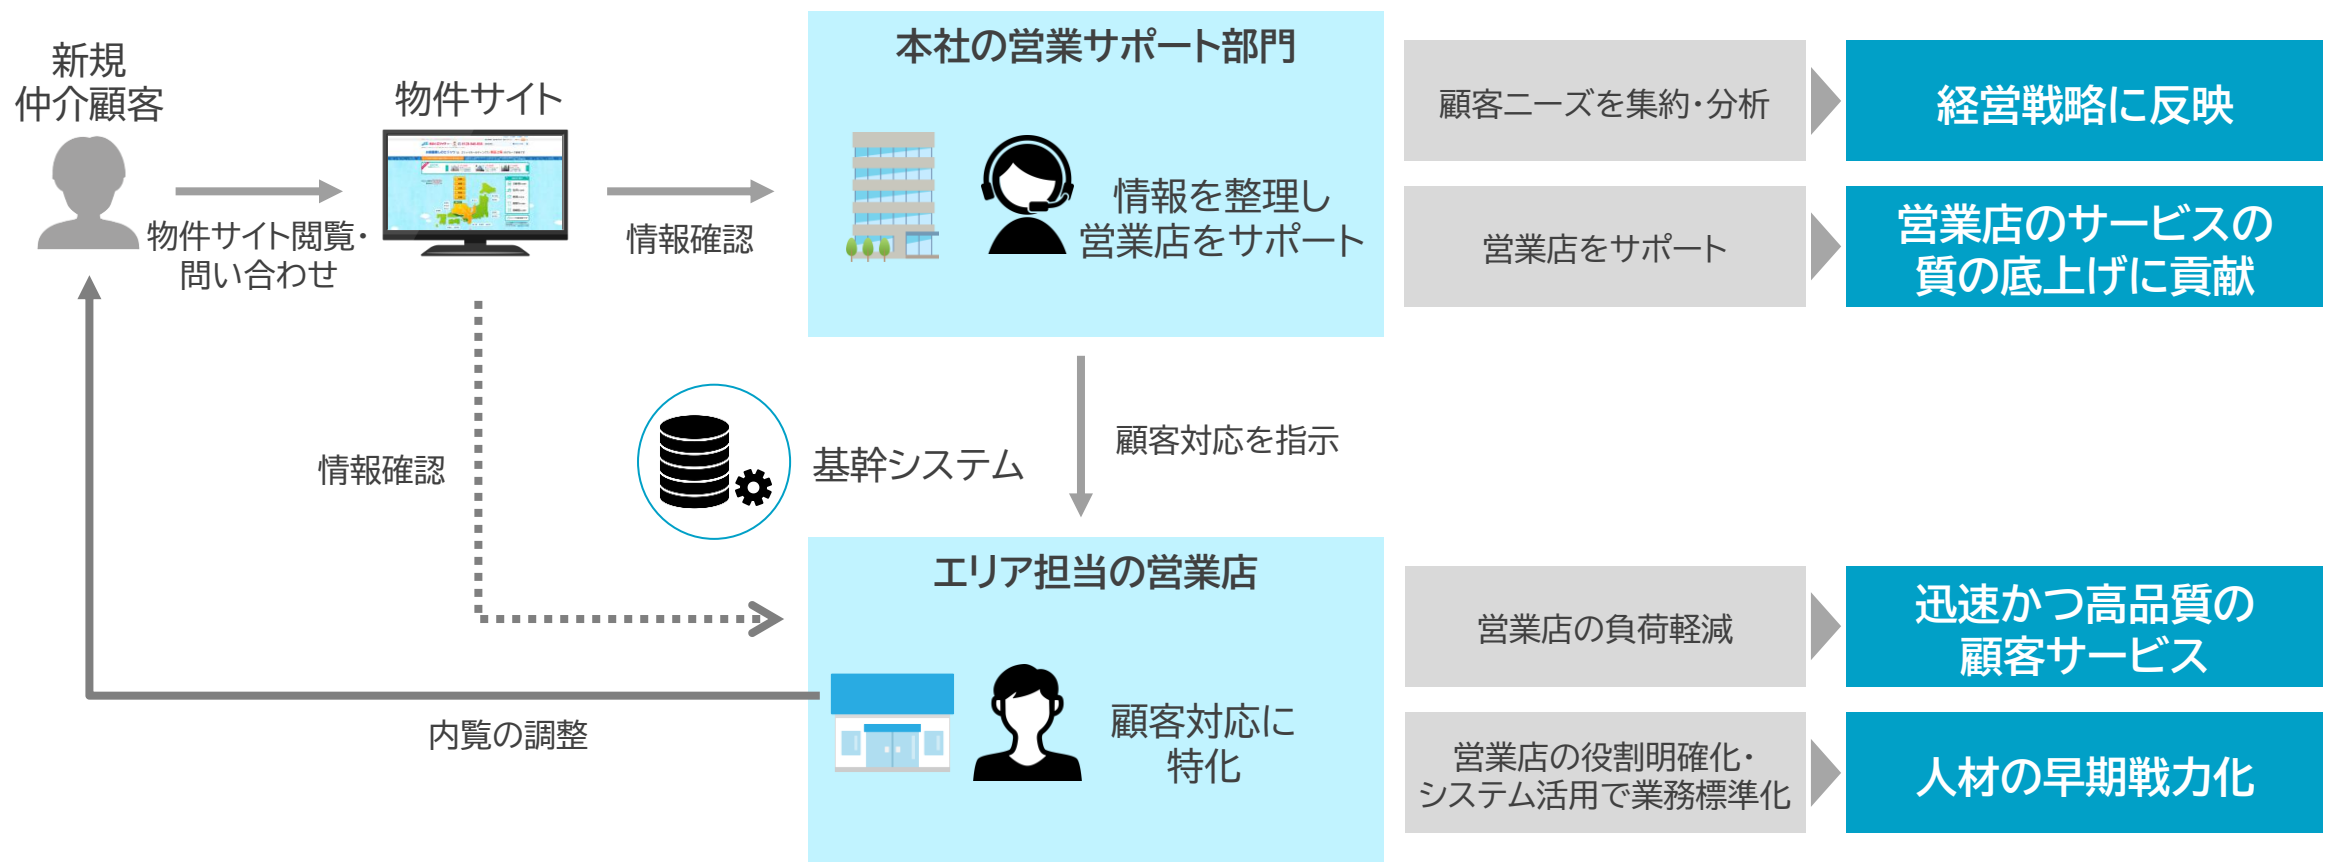 新規
仲介顧客
物件サイト
物件サイト閲覧・
問い合わせ
情報確認
本社の営業サポート部門
情報を整理し
営業店をサポート
顧客ニーズを集約・分析
経営戦略に反映
営業店をサポート
営業店のサービスの
質の底上げに貢献
情報確認
基幹システム
顧客対応を指示
エリア担当の営業店
顧客対応に
特化
内覧の調整
営業店の負荷軽減
迅速かつ高品質の
顧客サービス
営業店の役割明確化・
システム活用で業務標準化
人材の早期戦力化